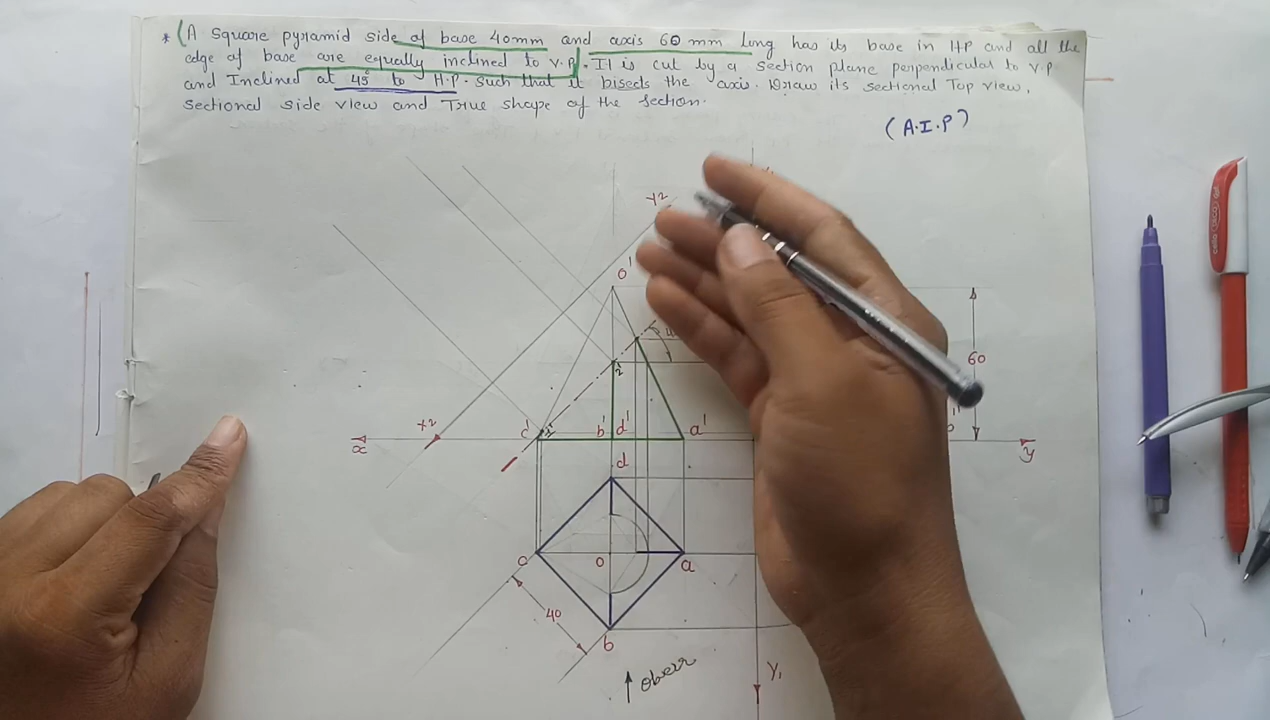 * (A Square pyramid side of base 40mm and axis 60 mm long has its base in HP and all the
edge of base are equally inclined to V.P). It is cut by a section plane perpendicular to V.P
and Inclined at 45° to H.P. Such that it bisects the axis. Draw its sectional Top view,
sectional side view and True shape of the section.
(A.I.P)
o'
60
2'
c'
b'
d'
a'
x
y
d
c
o
a
40
b
Y1
↑ Obser